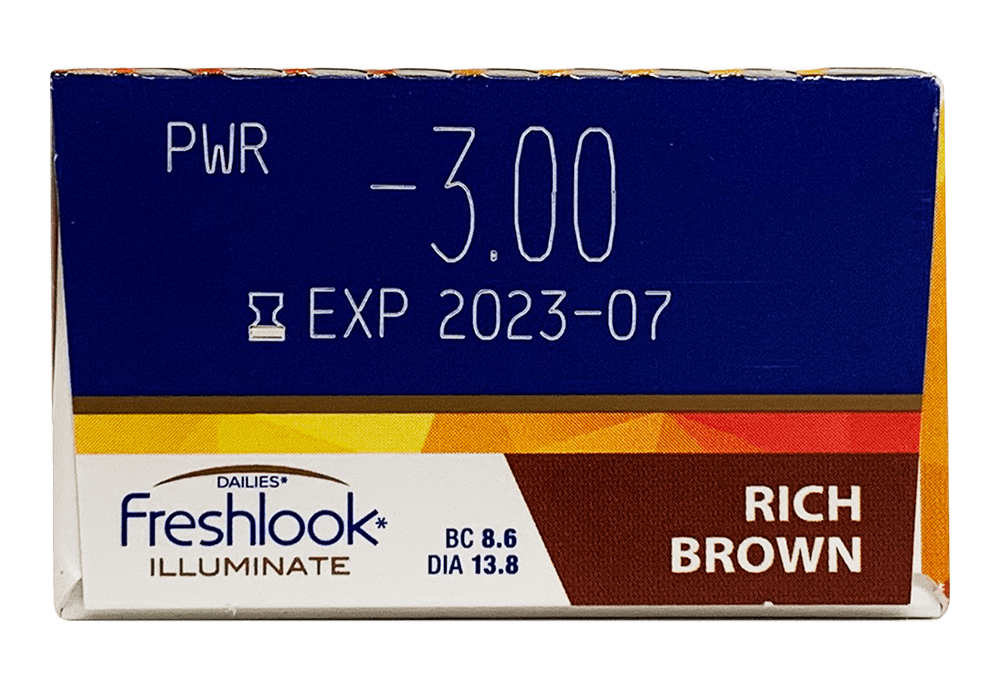 PWR -3.00
EXP 2023-07
DAILIES*
Freshlook*
ILLUMINATE
BC 8.6
DIA 13.8
RICH
BROWN